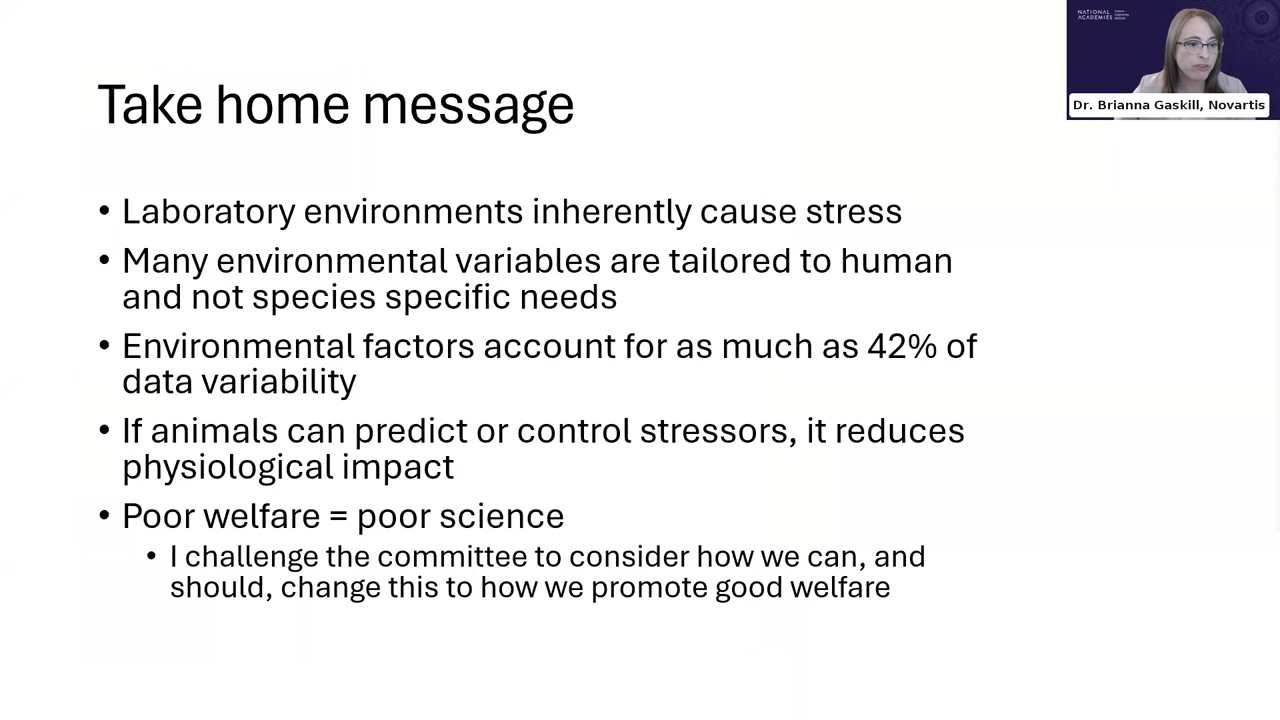 NATIONAL
ACADEMIES
Dr. Brianna Gaskill, Novartis
Take home message
• Laboratory environments inherently cause stress
• Many environmental variables are tailored to human
and not species specific needs
• Environmental factors account for as much as 42% of
data variability
• If animals can predict or control stressors, it reduces
physiological impact
• Poor welfare = poor science
• I challenge the committee to consider how we can, and
should, change this to how we promote good welfare